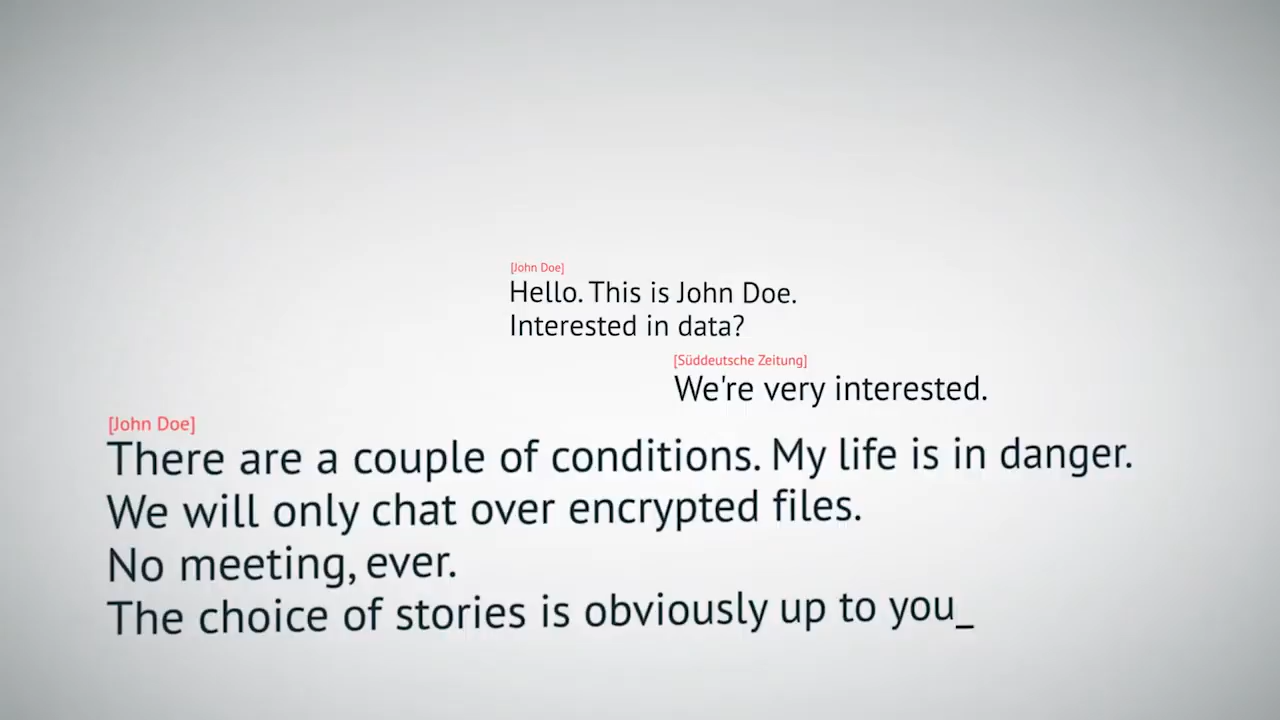 [John Doe]
Hello. This is John Doe.
Interested in data?
[Süddeutsche Zeitung]
We're very interested.
[John Doe]
There are a couple of conditions. My life is in danger.
We will only chat over encrypted files.
No meeting, ever.
The choice of stories is obviously up to you_